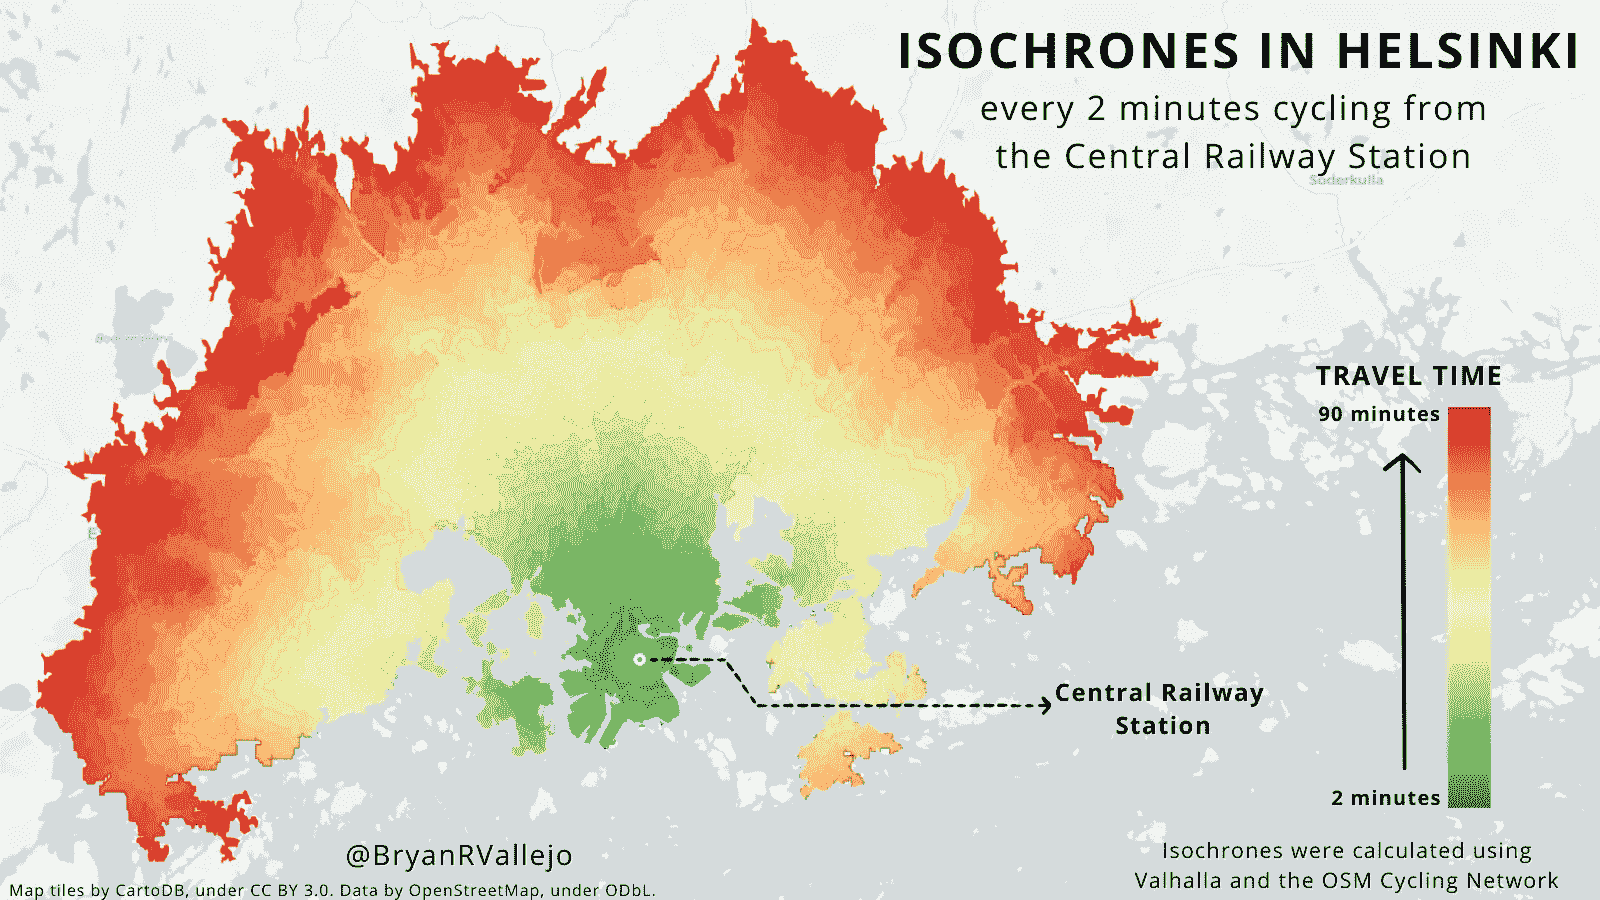 ISOCHRONES IN HELSINKI
every 2 minutes cycling from
the Central Railway Station
Söderkulla
TRAVEL TIME
90 minutes
Central Railway
Station
2 minutes
@BryanRVallejo
Isochrones were calculated using
Valhalla and the OSM Cycling Network
Map tiles by CartoDB, under CC BY 3.0. Data by OpenStreetMap, under ODbL.